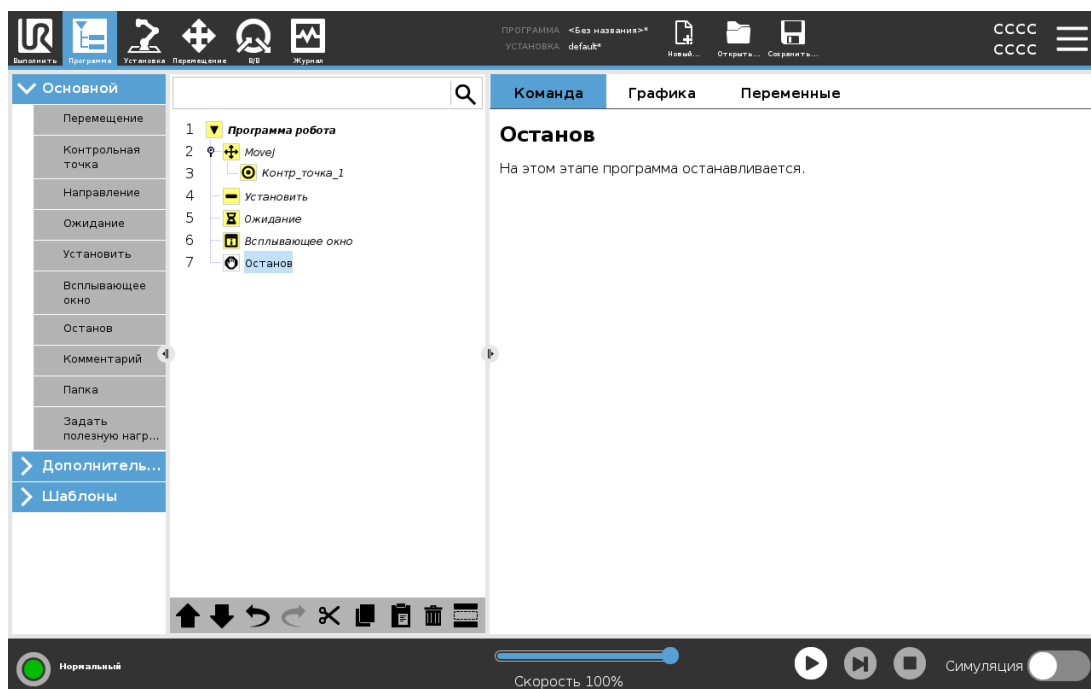 ПРОГРАММА <Без названия>*
УСТАНОВКА default*
Выполнить Программа Установка Перемещение В/В Журнал
Новый... Открыть... Сохранить...
CCCC
CCCC
Основной
Перемещение
Контрольная
точка
Направление
Ожидание
Установить
Всплывающее
окно
Останов
Комментарий
Папка
Задать
полезную нагр...
Дополнитель...
Шаблоны
1 Программа робота
2 MoveJ
3 Контр_точка_1
4 Установить
5 Ожидание
6 Всплывающее окно
7 Останов
Команда Графика Переменные
Останов
На этом этапе программа останавливается.
Нормальный
Скорость 100%
Симуляция